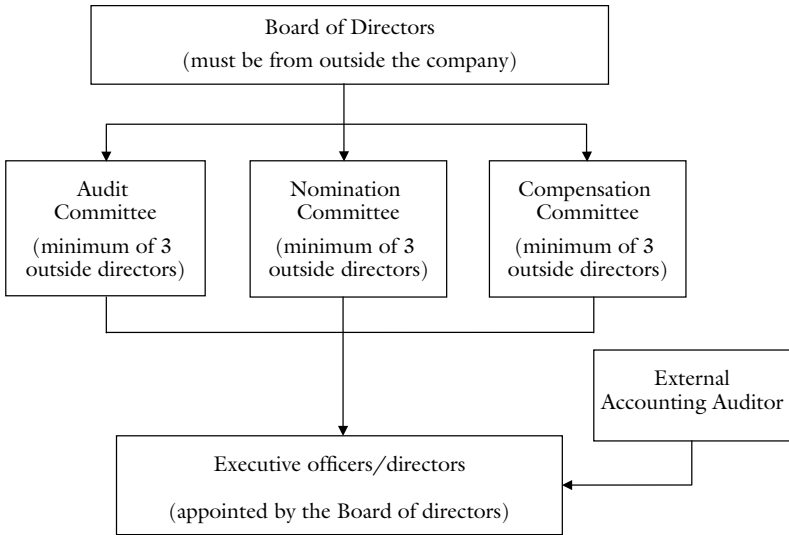 Board of Directors
(must be from outside the company)
Audit
Committee
(minimum of 3
outside directors)
Nomination
Committee
(minimum of 3
outside directors)
Compensation
Committee
(minimum of 3
outside directors)
External
Accounting Auditor
Executive officers/directors
(appointed by the Board of directors)